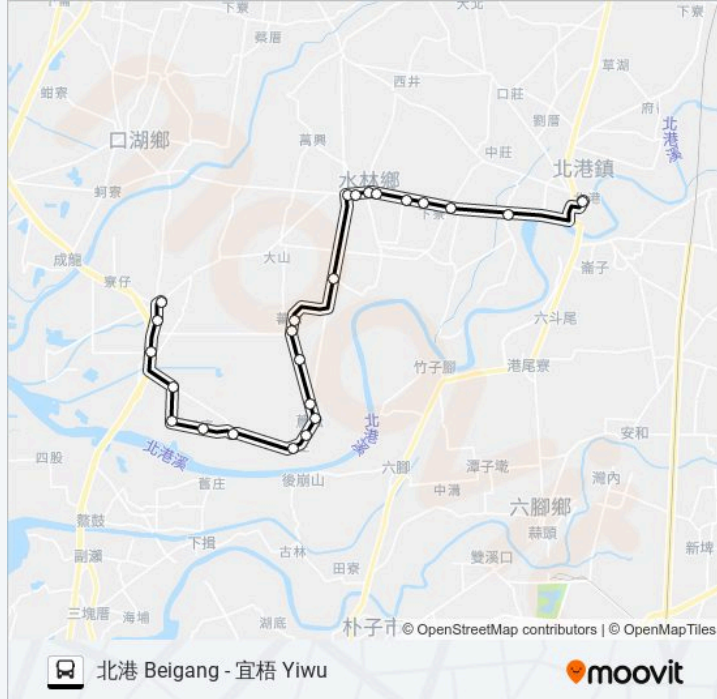 下寮
大北
下寮
蔡厝
蚶寮
西井
草湖
口庄
府
劉厝
口湖鄉
萬興
北港溪
中庄
北港鎮
水林鄉
蚵寮
下寮
成龍
大山
崙子
寮仔
六斗尾
竹子腳
港尾寮
北港溪
北港溪
安和
四股
六腳
潭子墘
灣內
舊庄
後崩山
中潏
六腳鄉
蒜頭
鰲鼓
新埤
副瀨
下揖
古林
雙溪口
田寮
三塊厝
海埔
湖底
朴子市
© OpenStreetMap contributors | © OpenMapTiles
北港 Beigang - 宜梧 Yiwu
moovit